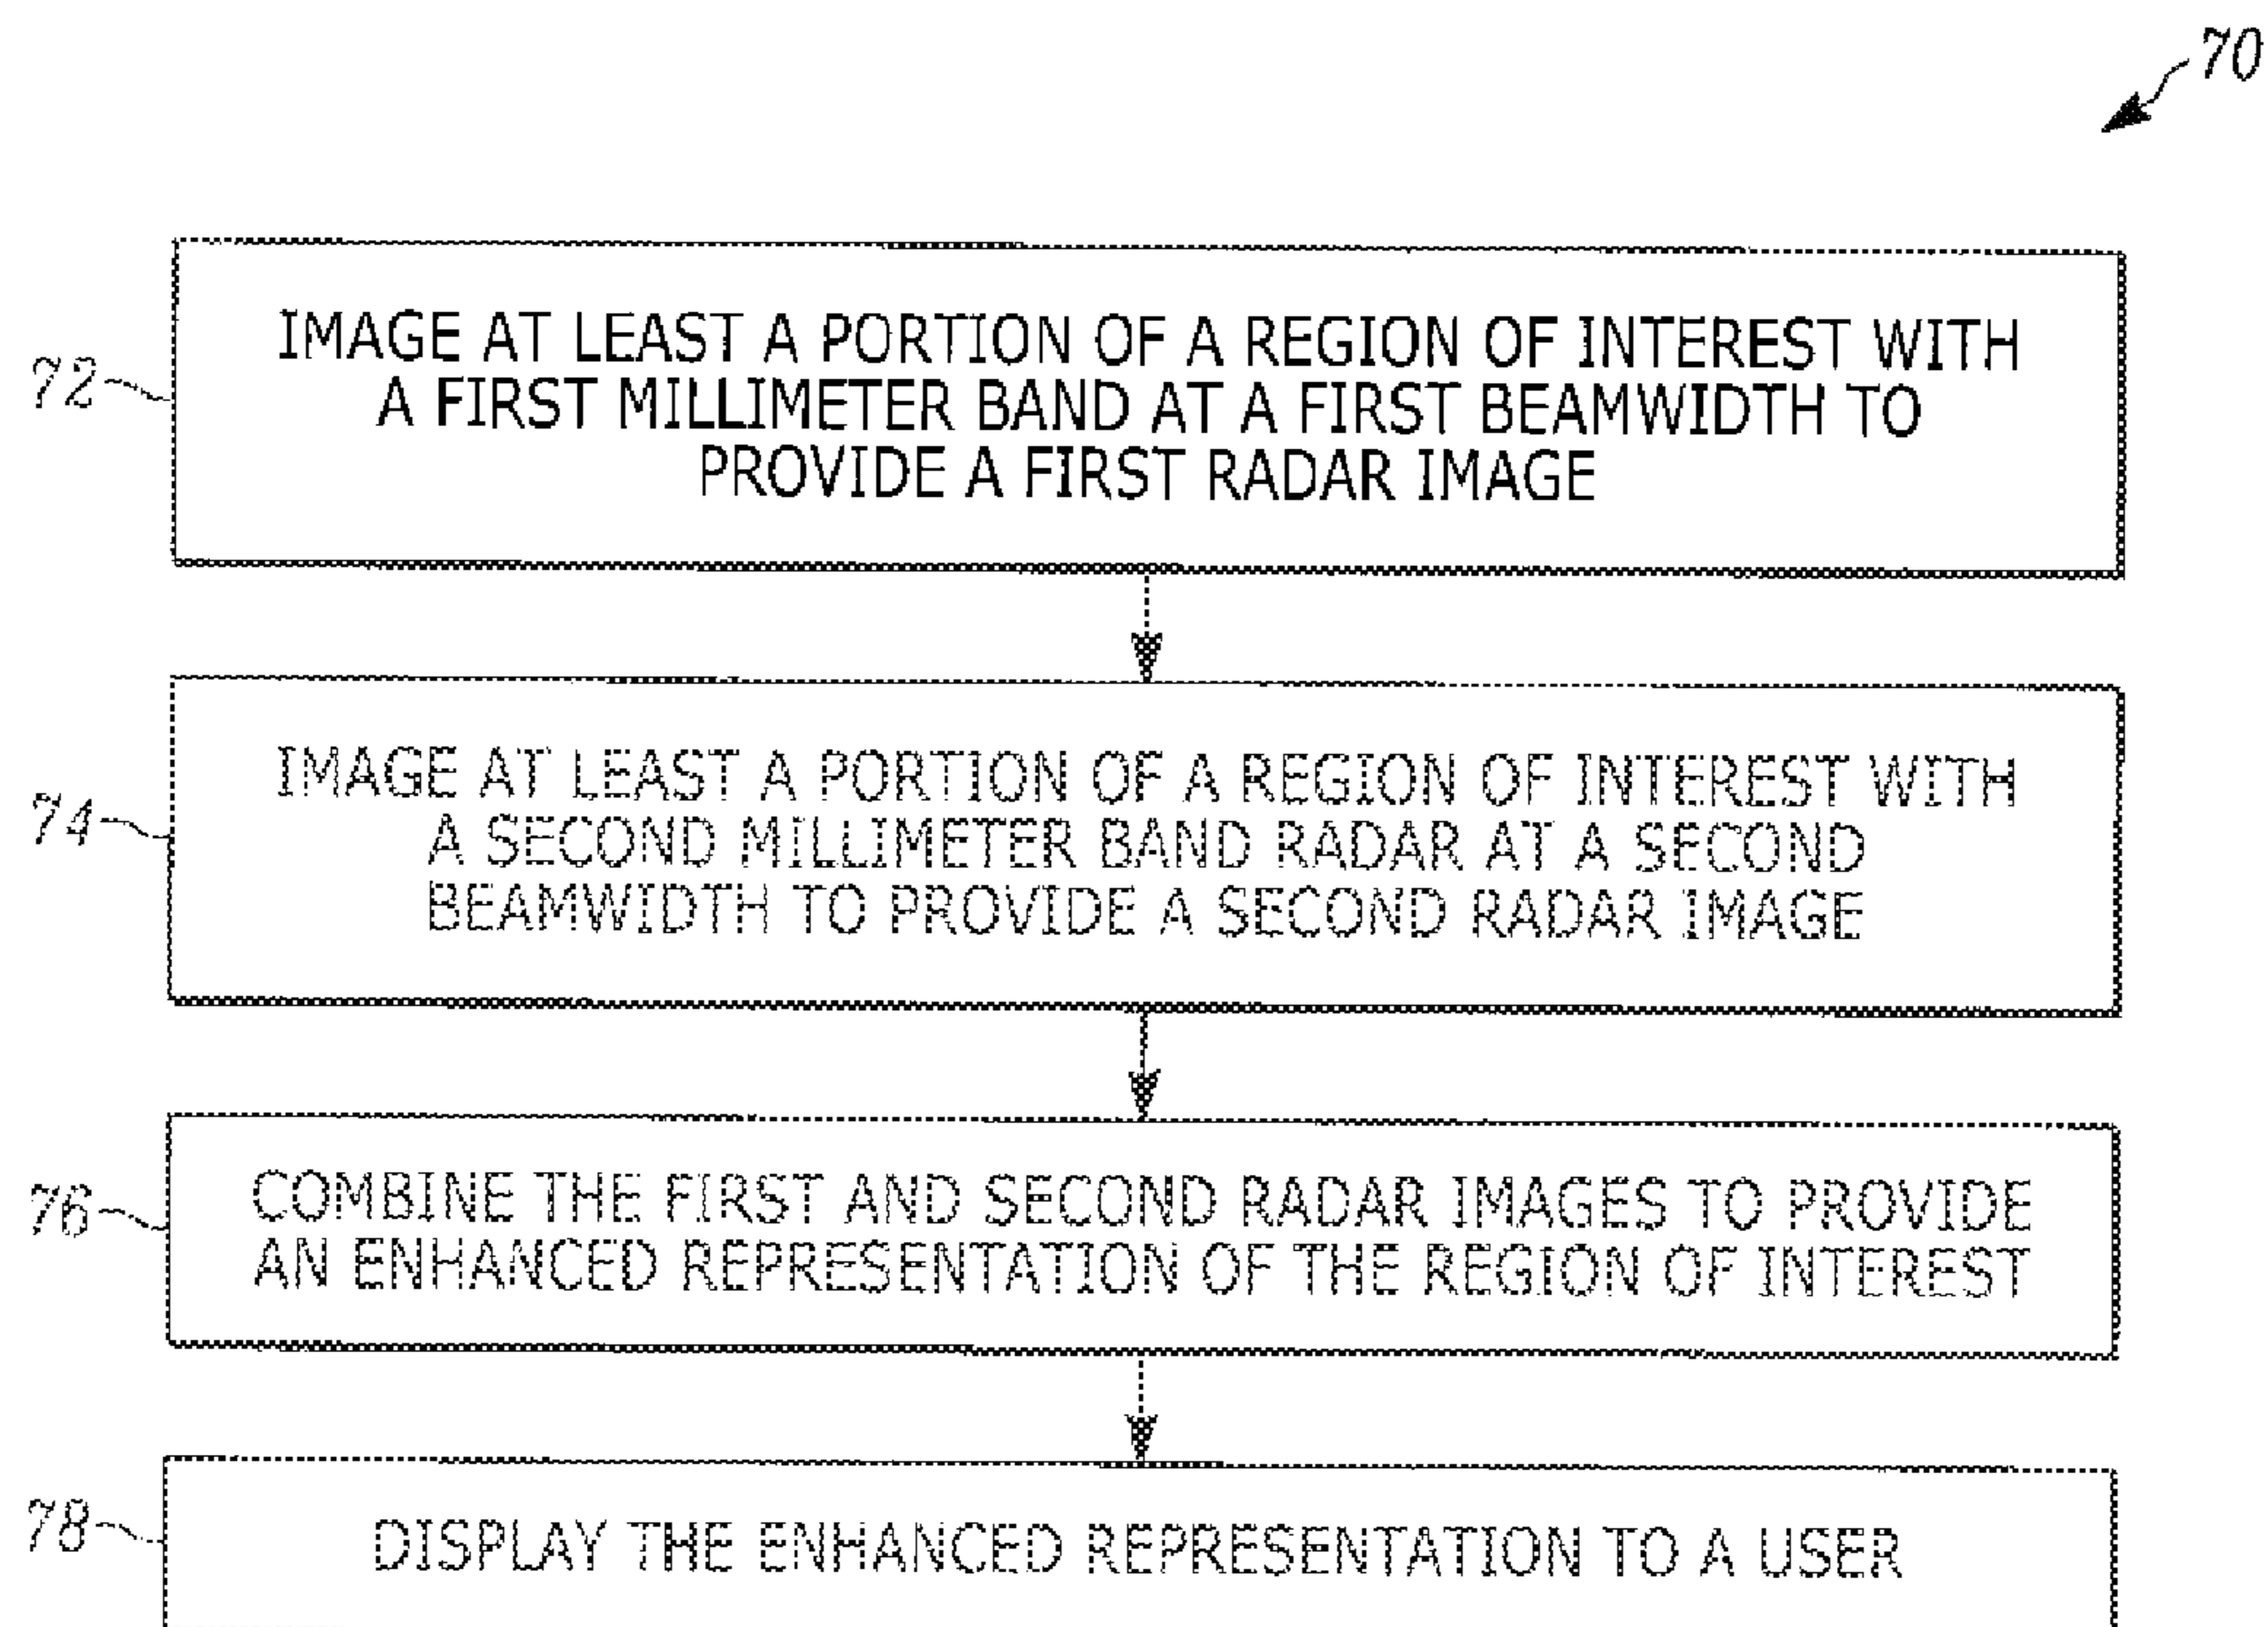 70
72
IMAGE AT LEAST A PORTION OF A REGION OF INTEREST WITH
A FIRST MILLIMETER BAND AT A FIRST BEAMWIDTH TO
PROVIDE A FIRST RADAR IMAGE
74
IMAGE AT LEAST A PORTION OF A REGION OF INTEREST WITH
A SECOND MILLIMETER BAND RADAR AT A SECOND
BEAMWIDTH TO PROVIDE A SECOND RADAR IMAGE
76
COMBINE THE FIRST AND SECOND RADAR IMAGES TO PROVIDE
AN ENHANCED REPRESENTATION OF THE REGION OF INTEREST
78
DISPLAY THE ENHANCED REPRESENTATION TO A USER